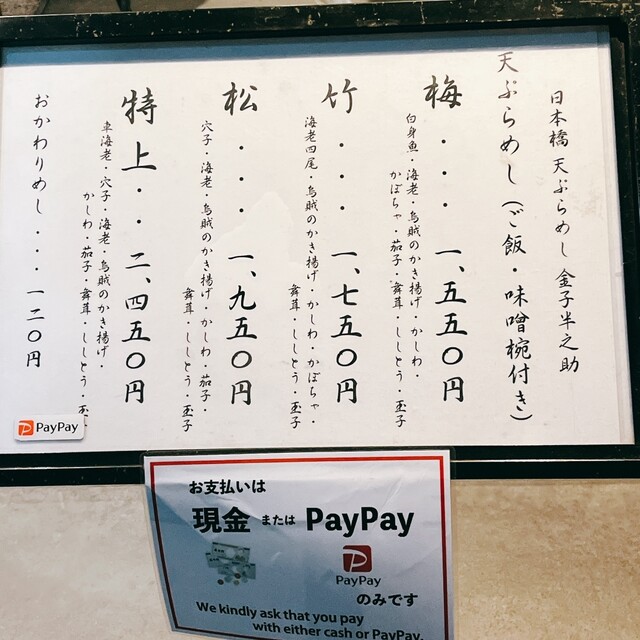 日本橋 天ぷらめし 金子半之助
天ぷらめし（ご飯・味噌椀付き）
梅・・・一、五五〇円
白身魚・海老・烏賊のかき揚げ・かしわ・
かぼちゃ・茄子・舞茸・ししとう・玉子
竹・・・一、七五〇円
海老四尾・烏賊のかき揚げ・かしわ・かぼちゃ・
茄子・舞茸・ししとう・玉子
松・・・一、九五〇円
穴子・海老・烏賊のかき揚げ・かしわ・茄子・
舞茸・ししとう・玉子
特上・・・二、四五〇円
車海老・穴子・海老・烏賊のかき揚げ・
かしわ・茄子・舞茸・ししとう・玉
おかわりめし・・・・一二〇円
PayPay
お支払いは
現金 または PayPay
PayPay
のみです
We kindly ask that you pay
with either cash or PayPay.